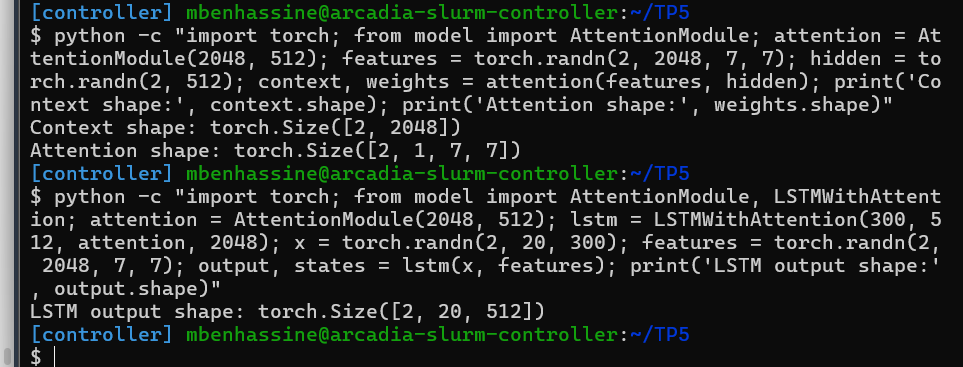 [controller] mbenhassine@arcadia-slurm-controller:~/TP5
$ python -c "import torch; from model import AttentionModule; attention = At
tentionModule(2048, 512); features = torch.randn(2, 2048, 7, 7); hidden = to
rch.randn(2, 512); context, weights = attention(features, hidden); print('Co
ntext shape:', context.shape); print('Attention shape:', weights.shape)"
Context shape: torch.Size([2, 2048])
Attention shape: torch.Size([2, 1, 7, 7])
[controller] mbenhassine@arcadia-slurm-controller:~/TP5
$ python -c "import torch; from model import AttentionModule, LSTMWithAttent
ion; attention = AttentionModule(2048, 512); lstm = LSTMWithAttention(300, 5
12, attention, 2048); x = torch.randn(2, 20, 300); features = torch.randn(2,
 2048, 7, 7); output, states = lstm(x, features); print('LSTM output shape:'
, output.shape)"
LSTM output shape: torch.Size([2, 20, 512])
[controller] mbenhassine@arcadia-slurm-controller:~/TP5
$